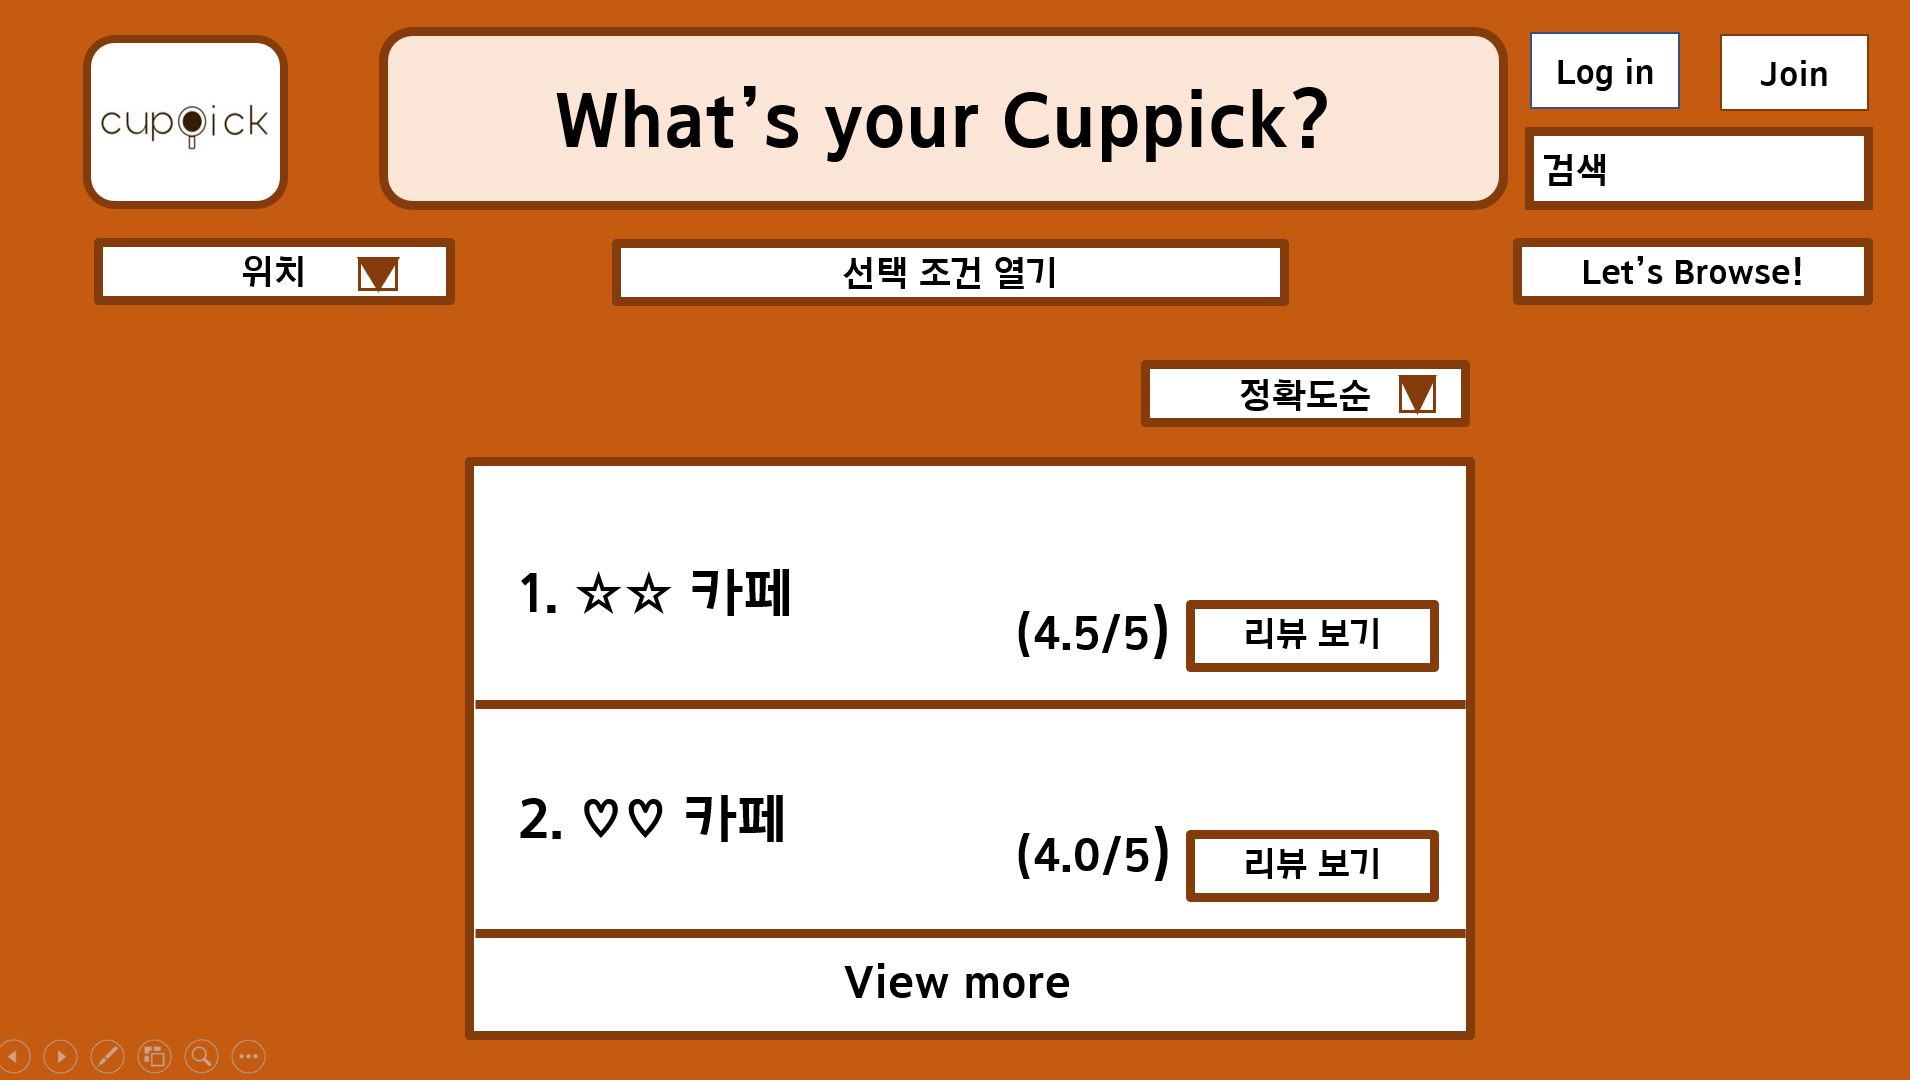 cuppick
What's your Cuppick?
Log in
Join
검색
위치
선택 조건 열기
Let's Browse!
정확도순
1. ☆☆ 카페
(4.5/5)
리뷰 보기
2. ♡♡ 카페
(4.0/5)
리뷰 보기
View more